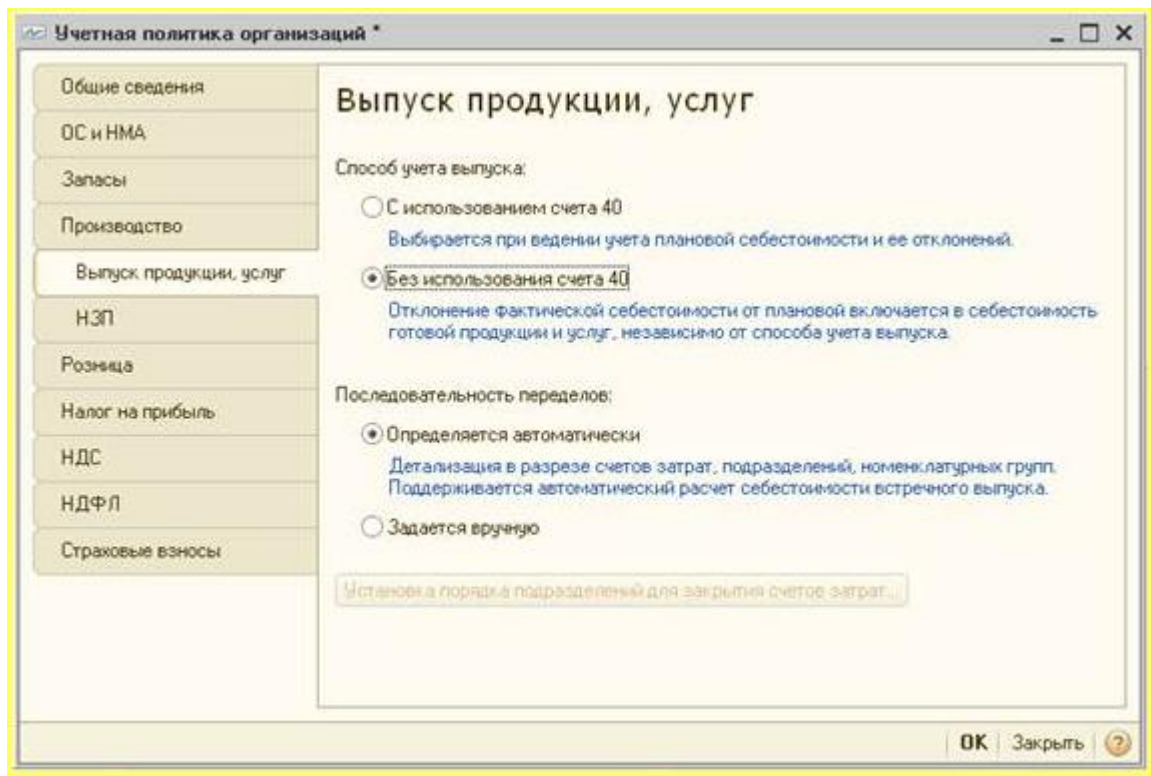 Учетная политика организаций *
Общие сведения
ОС и НМА
Запасы
Производство
Выпуск продукции, услуг
НЗП
Розница
Налог на прибыль
НДС
НДФЛ
Страховые взносы
Выпуск продукции, услуг
Способ учета выпуска:
С использованием счета 40
Выбирается при ведении учета плановой себестоимости и ее отклонений.
Без использования счета 40
Отклонение фактической себестоимости от плановой включается в себестоимость
готовой продукции и услуг, независимо от способа учета выпуска.
Последовательность переделов:
Определяется автоматически
Детализация в разрезе счетов затрат, подразделений, номенклатурных групп.
Поддерживается автоматический расчет себестоимости встречного выпуска.
Задается вручную
Установка порядка подразделений для закрытия счетов затрат...
ОК Закрыть ?